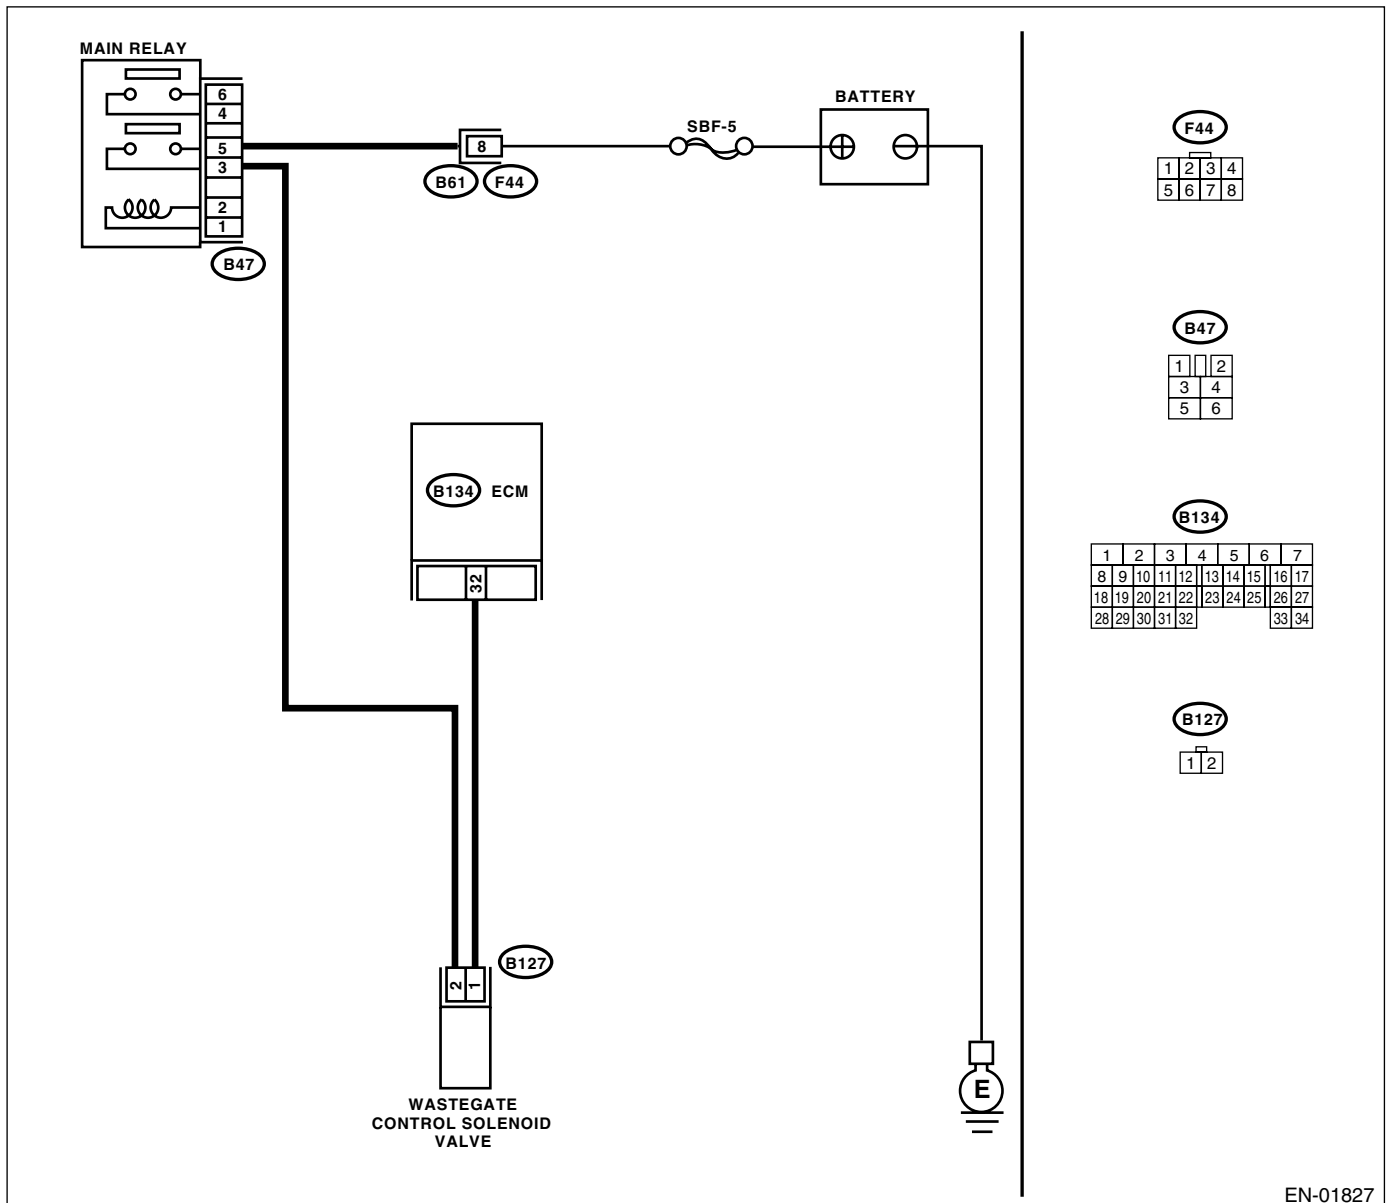 MAIN RELAY
6
4
5
3
2
1
B47
8
B61 F44
SBF-5
BATTERY
B134 ECM
32
B127
2 1
WASTEGATE
CONTROL SOLENOID
VALVE
E
F44
1 2 3 4
5 6 7 8
B47
1 2
3 4
5 6
B134
1 2 3 4 5 6 7
8 9 10 11 12 13 14 15 16 17
18 19 20 21 22 23 24 25 26 27
28 29 30 31 32 33 34
B127
1 2
EN-01827